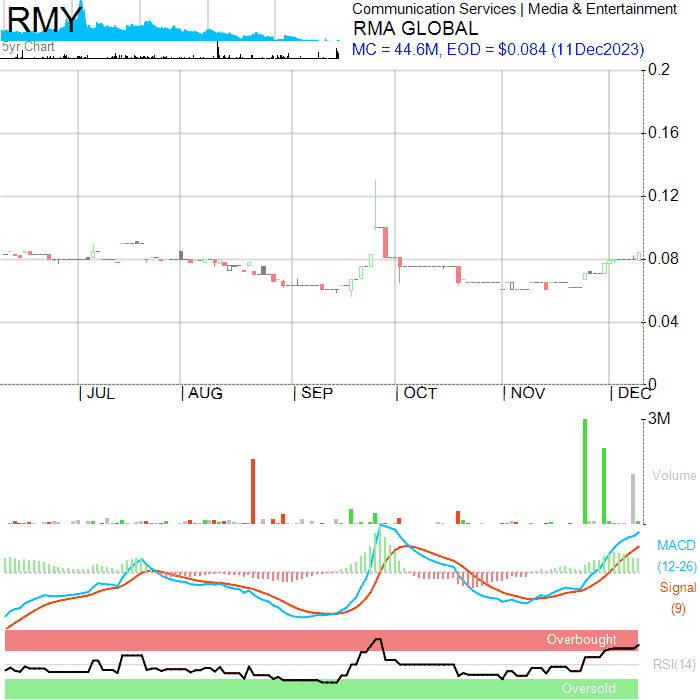 RMY
5yr Chart
Communication Services | Media & Entertainment
RMA GLOBAL
MC = 44.6M, EOD = $0.084 (11Dec2023)
0.2
0.16
0.12
0.08
0.04
0
| JUL | AUG | SEP | OCT | NOV | DEC
3M
Volume
MACD
(12-26)
Signal
(9)
Overbought
RSI(14)
Oversold